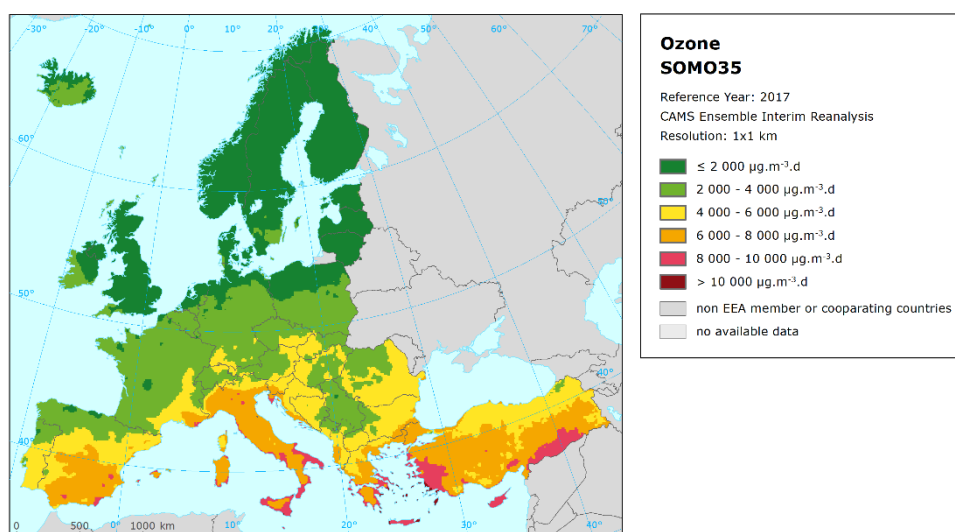 -30° -20° -10° 0° 10° 20° 30° 40° 50° 60° 70°
60°
50°
50°
40°
40°
0 500 1000 km
0° 10° 20° 30° 40°
Ozone
SOMO35
Reference Year: 2017
CAMS Ensemble Interim Reanalysis
Resolution: 1x1 km
≤ 2 000 µg.m⁻³.d
2 000 - 4 000 µg.m⁻³.d
4 000 - 6 000 µg.m⁻³.d
6 000 - 8 000 µg.m⁻³.d
8 000 - 10 000 µg.m⁻³.d
> 10 000 µg.m⁻³.d
non EEA member or cooparating countries
no available data